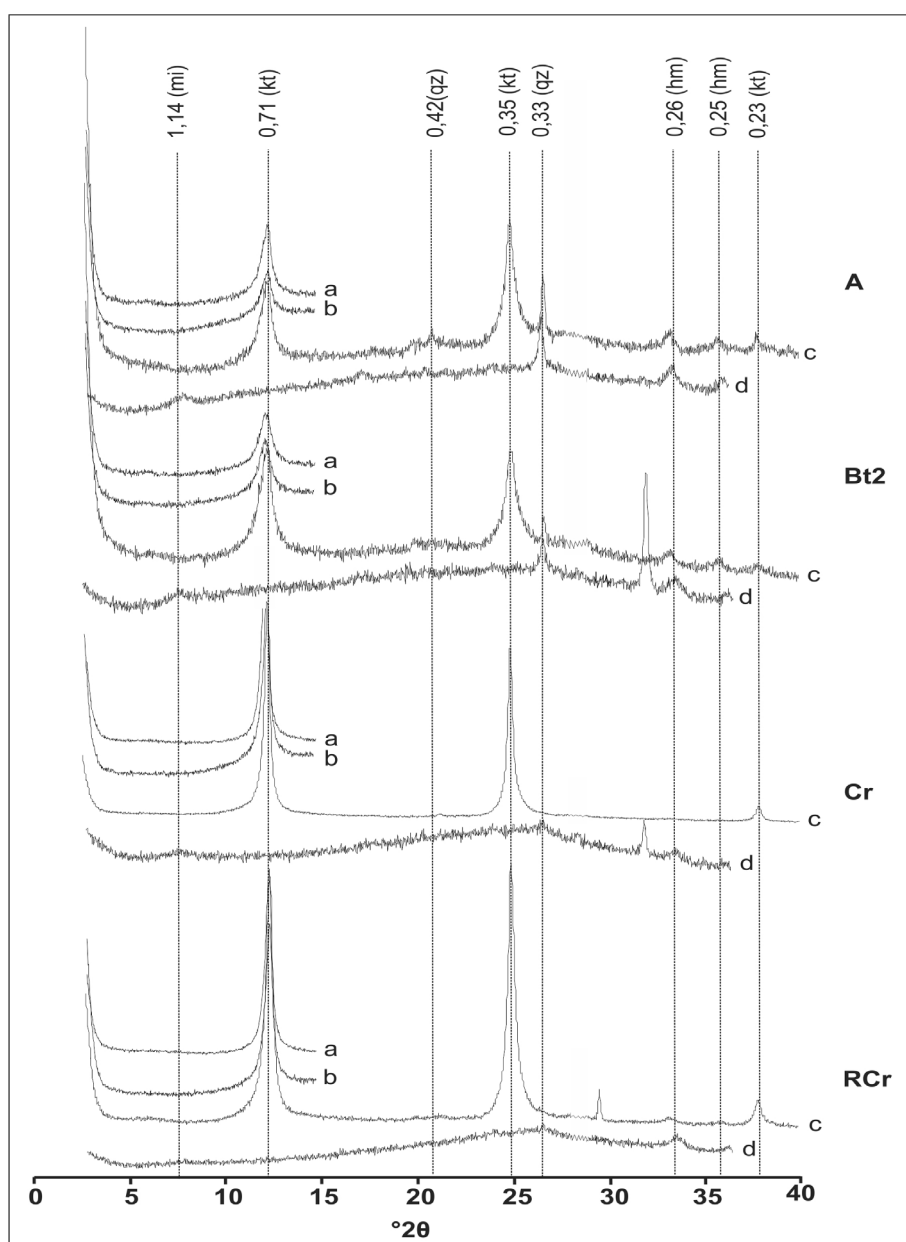 1,14 (mi)
0,71 (kt)
0,42(qz)
0,35 (kt)
0,33 (qz)
0,26 (hm)
0,25 (hm)
0,23 (kt)
a
b
A
c
d
a
Bt2
b
c
d
a
b
Cr
c
d
a
b
RCr
c
d
0 5 10 15 20 25 30 35 40
°2θ